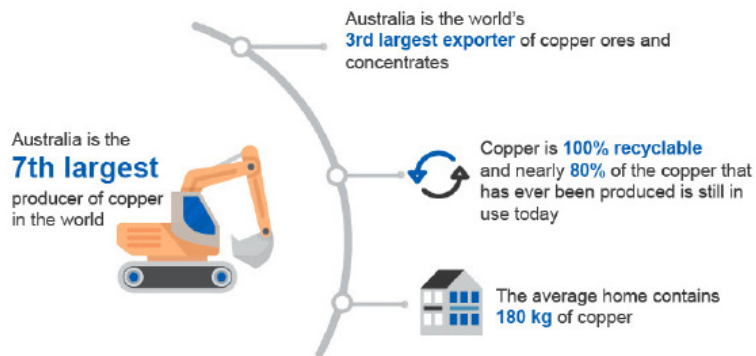 Australia is the world's
3rd largest exporter of copper ores and
concentrates
Australia is the
7th largest
producer of copper
in the world
Copper is 100% recyclable
and nearly 80% of the copper that
has ever been produced is still in
use today
The average home contains
180 kg of copper